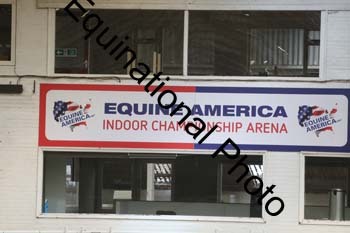 EQUINE AMERICA
INDOOR CHAMPIONSHIP ARENA
EQUINE
AMERICA
EQUINE
AMERICA
Equinational Photo